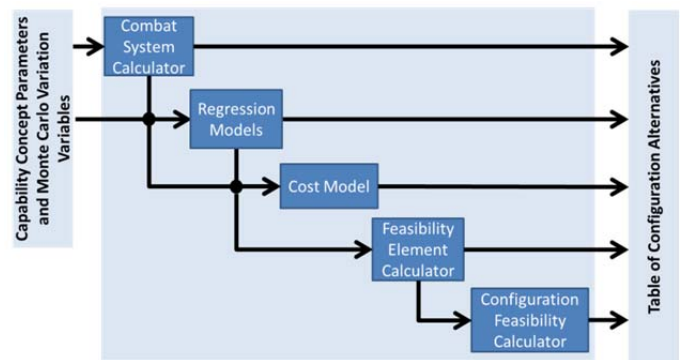 Capability Concept Parameters
and Monte Carlo Variation
Variables
Combat
System
Calculator
Regression
Models
Cost Model
Feasibility
Element
Calculator
Configuration
Feasibility
Calculator
Table of Configuration Alternatives